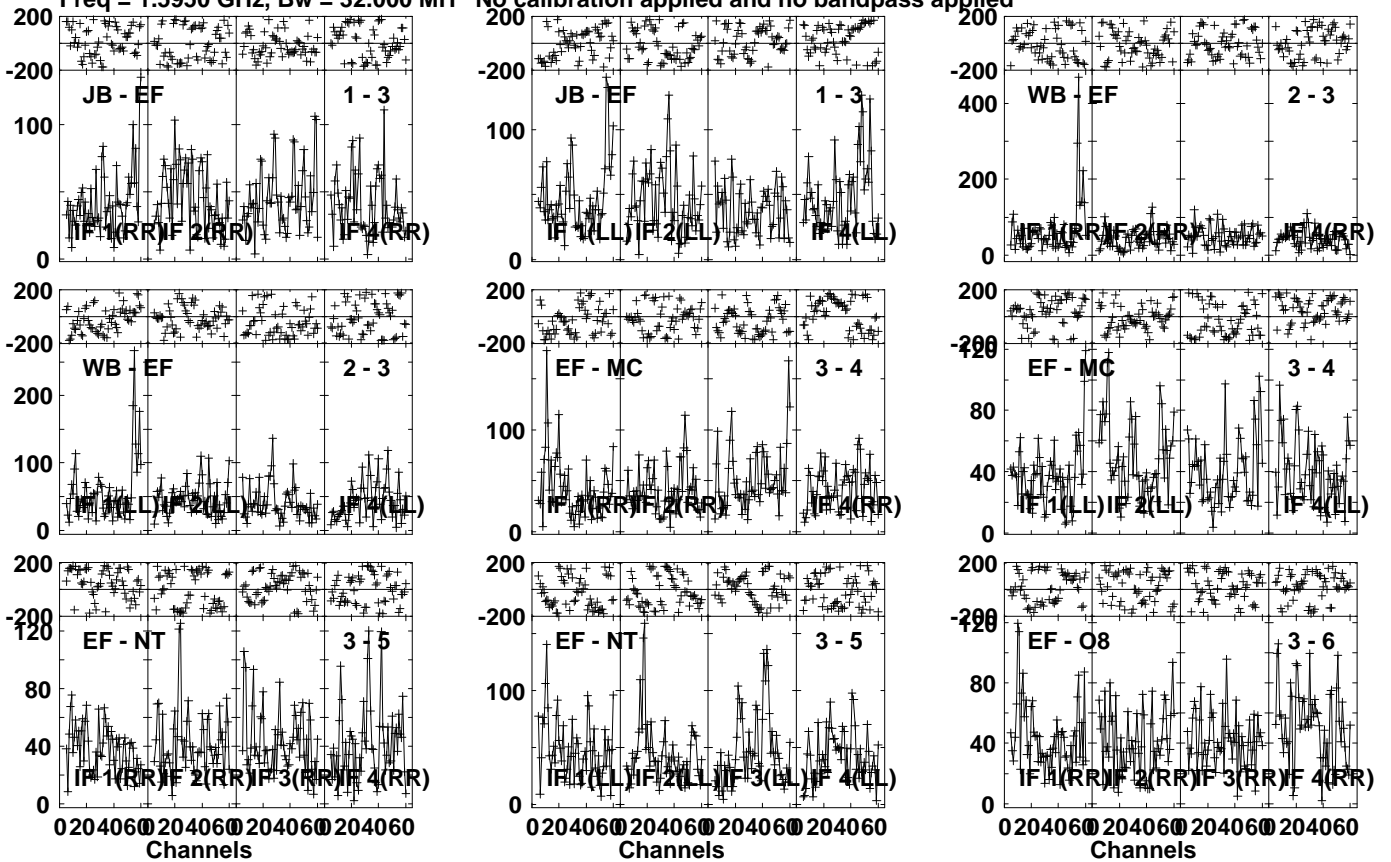 Freq = 1.5950 GHz, Bw = 32.000 MH No calibration applied and no bandpass applied
200
-200
JB - EF
1 - 3
100
0
IF 1(RR) IF 2(RR) IF 4(RR)
JB - EF
1 - 3
100
0
IF 1(LL) IF 2(LL) IF 4(LL)
200
-200
WB - EF
2 - 3
400
200
0
IF 1(RR) IF 2(RR) IF 4(RR)
200
-200
WB - EF
2 - 3
200
100
0
IF 1(LL) IF 2(LL) IF 4(LL)
200
-200
EF - MC
3 - 4
100
0
IF 1(RR) IF 2(RR) IF 4(RR)
200
-200
120
EF - MC
3 - 4
80
40
0
IF 1(LL) IF 2(LL) IF 4(LL)
200
-200
120
EF - NT
3 - 5
80
40
0
IF 1(RR) IF 2(RR) IF 3(RR) IF 4(RR)
0 20 40 60 0 20 40 60 0 20 40 60 0 20 40 60
Channels
200
-200
EF - NT
3 - 5
100
0
IF 1(LL) IF 2(LL) IF 3(LL) IF 4(LL)
0 20 40 60 0 20 40 60 0 20 40 60 0 20 40 60
Channels
200
-200
120
EF - O8
3 - 6
80
40
0
IF 1(RR) IF 2(RR) IF 3(RR) IF 4(RR)
0 20 40 60 0 20 40 60 0 20 40 60 0 20 40 60
Channels